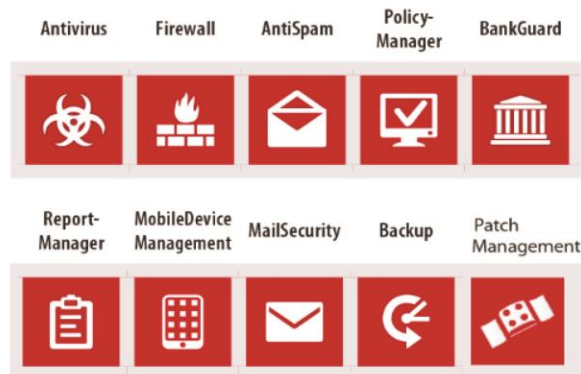 Antivirus Firewall AntiSpam Policy-
Manager BankGuard
Report-
Manager MobileDevice
Management MailSecurity Backup Patch
Management